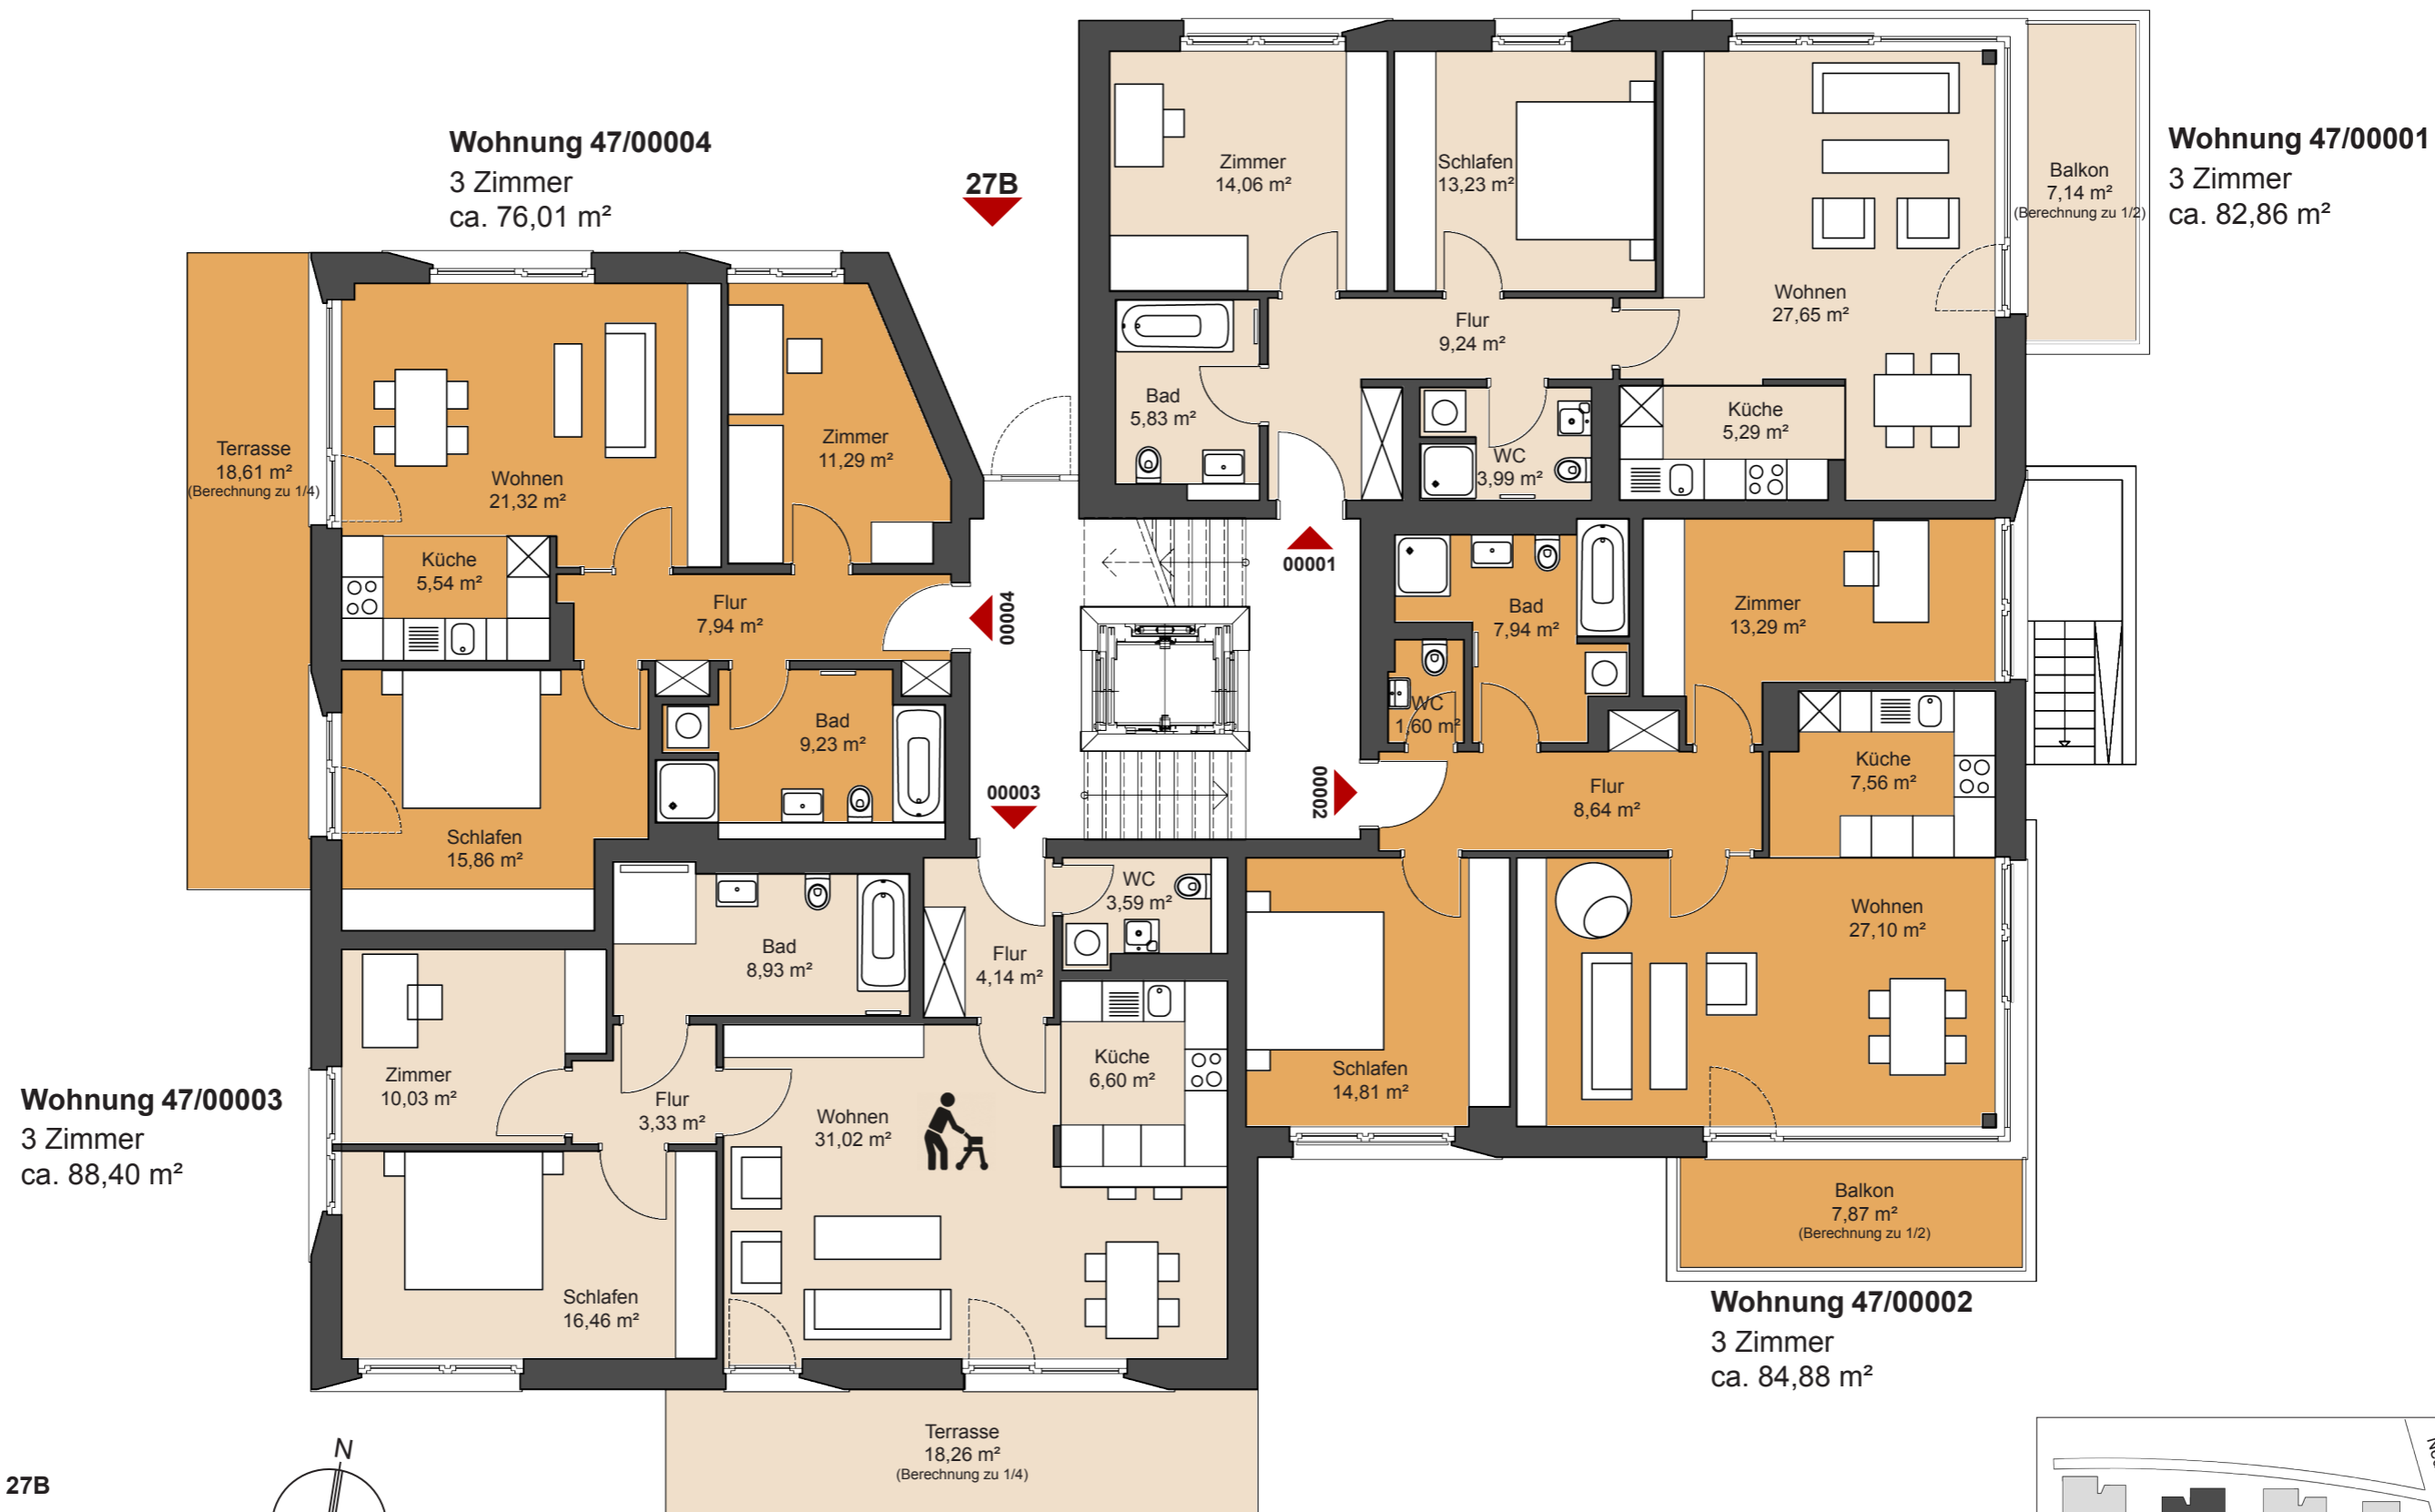 Wohnung 47/00004
3 Zimmer
ca. 76,01 m²
27B
Wohnung 47/00001
3 Zimmer
ca. 82,86 m²
Zimmer
14,06 m²
Schlafen
13,23 m²
Balkon
7,14 m²
(Berechnung zu 1/2)
Wohnen
27,65 m²
Flur
9,24 m²
Bad
5,83 m²
WC
3,99 m²
Küche
5,29 m²
00001
Terrasse
18,61 m²
(Berechnung zu 1/4)
Wohnen
21,32 m²
Zimmer
11,29 m²
Küche
5,54 m²
Flur
7,94 m²
00004
Bad
9,23 m²
Schlafen
15,86 m²
Bad
7,94 m²
Zimmer
13,29 m²
WC
1,60 m²
Küche
7,56 m²
Flur
8,64 m²
00002
00003
Wohnen
27,10 m²
Schlafen
14,81 m²
Balkon
7,87 m²
(Berechnung zu 1/2)
Wohnung 47/00002
3 Zimmer
ca. 84,88 m²
WC
3,59 m²
Bad
8,93 m²
Flur
4,14 m²
Küche
6,60 m²
Zimmer
10,03 m²
Flur
3,33 m²
Wohnen
31,02 m²
Wohnung 47/00003
3 Zimmer
ca. 88,40 m²
Schlafen
16,46 m²
Terrasse
18,26 m²
(Berechnung zu 1/4)
N
27B